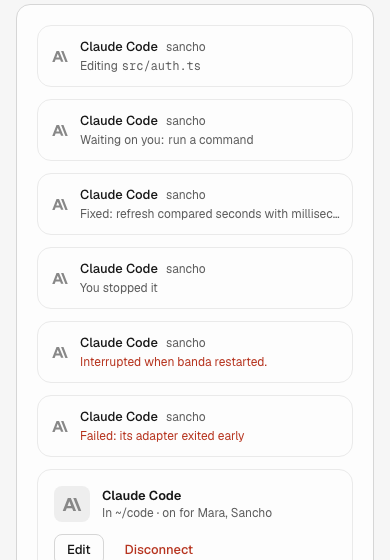 Claude Code sancho
Editing src/auth.ts
Claude Code sancho
Waiting on you: run a command
Claude Code sancho
Fixed: refresh compared seconds with millisec…
Claude Code sancho
You stopped it
Claude Code sancho
Interrupted when banda restarted.
Claude Code sancho
Failed: its adapter exited early
Claude Code
In ~/code · on for Mara, Sancho
Edit Disconnect